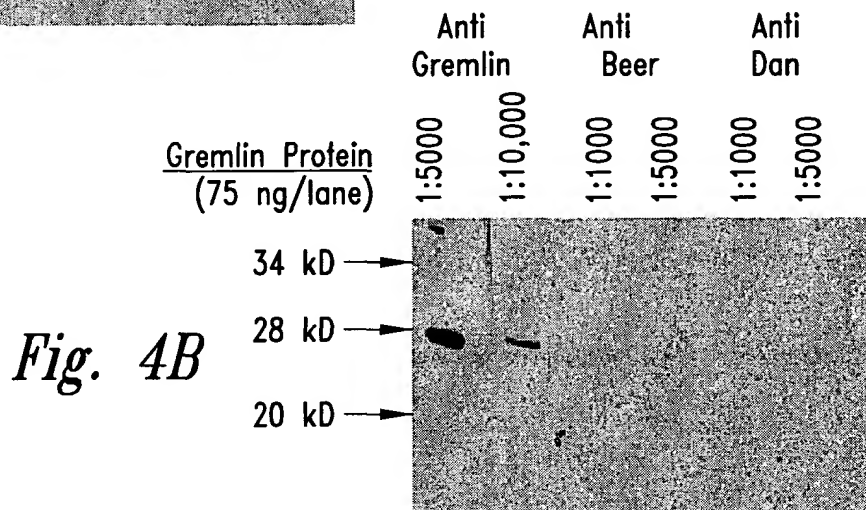 Anti Anti Anti
Gremlin Beer Dan
1:5000 1:10,000 1:1000 1:5000 1:1000 1:5000
Gremlin Protein
(75 ng/lane)
34 kD
28 kD
20 kD
Fig. 4B